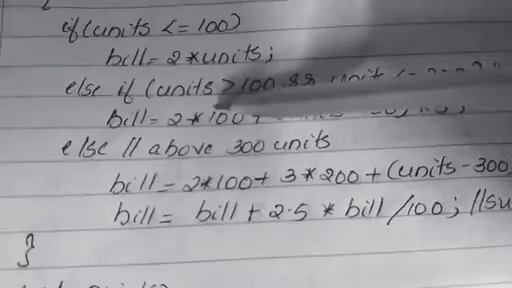 if(units <=100)
bill=2*units;
else if (units >100 &&
bill=2*100+
else // above 300 units
bill=2*100+ 3*200+(units-300
bill= bill+2.5 * bill/100; //su
}